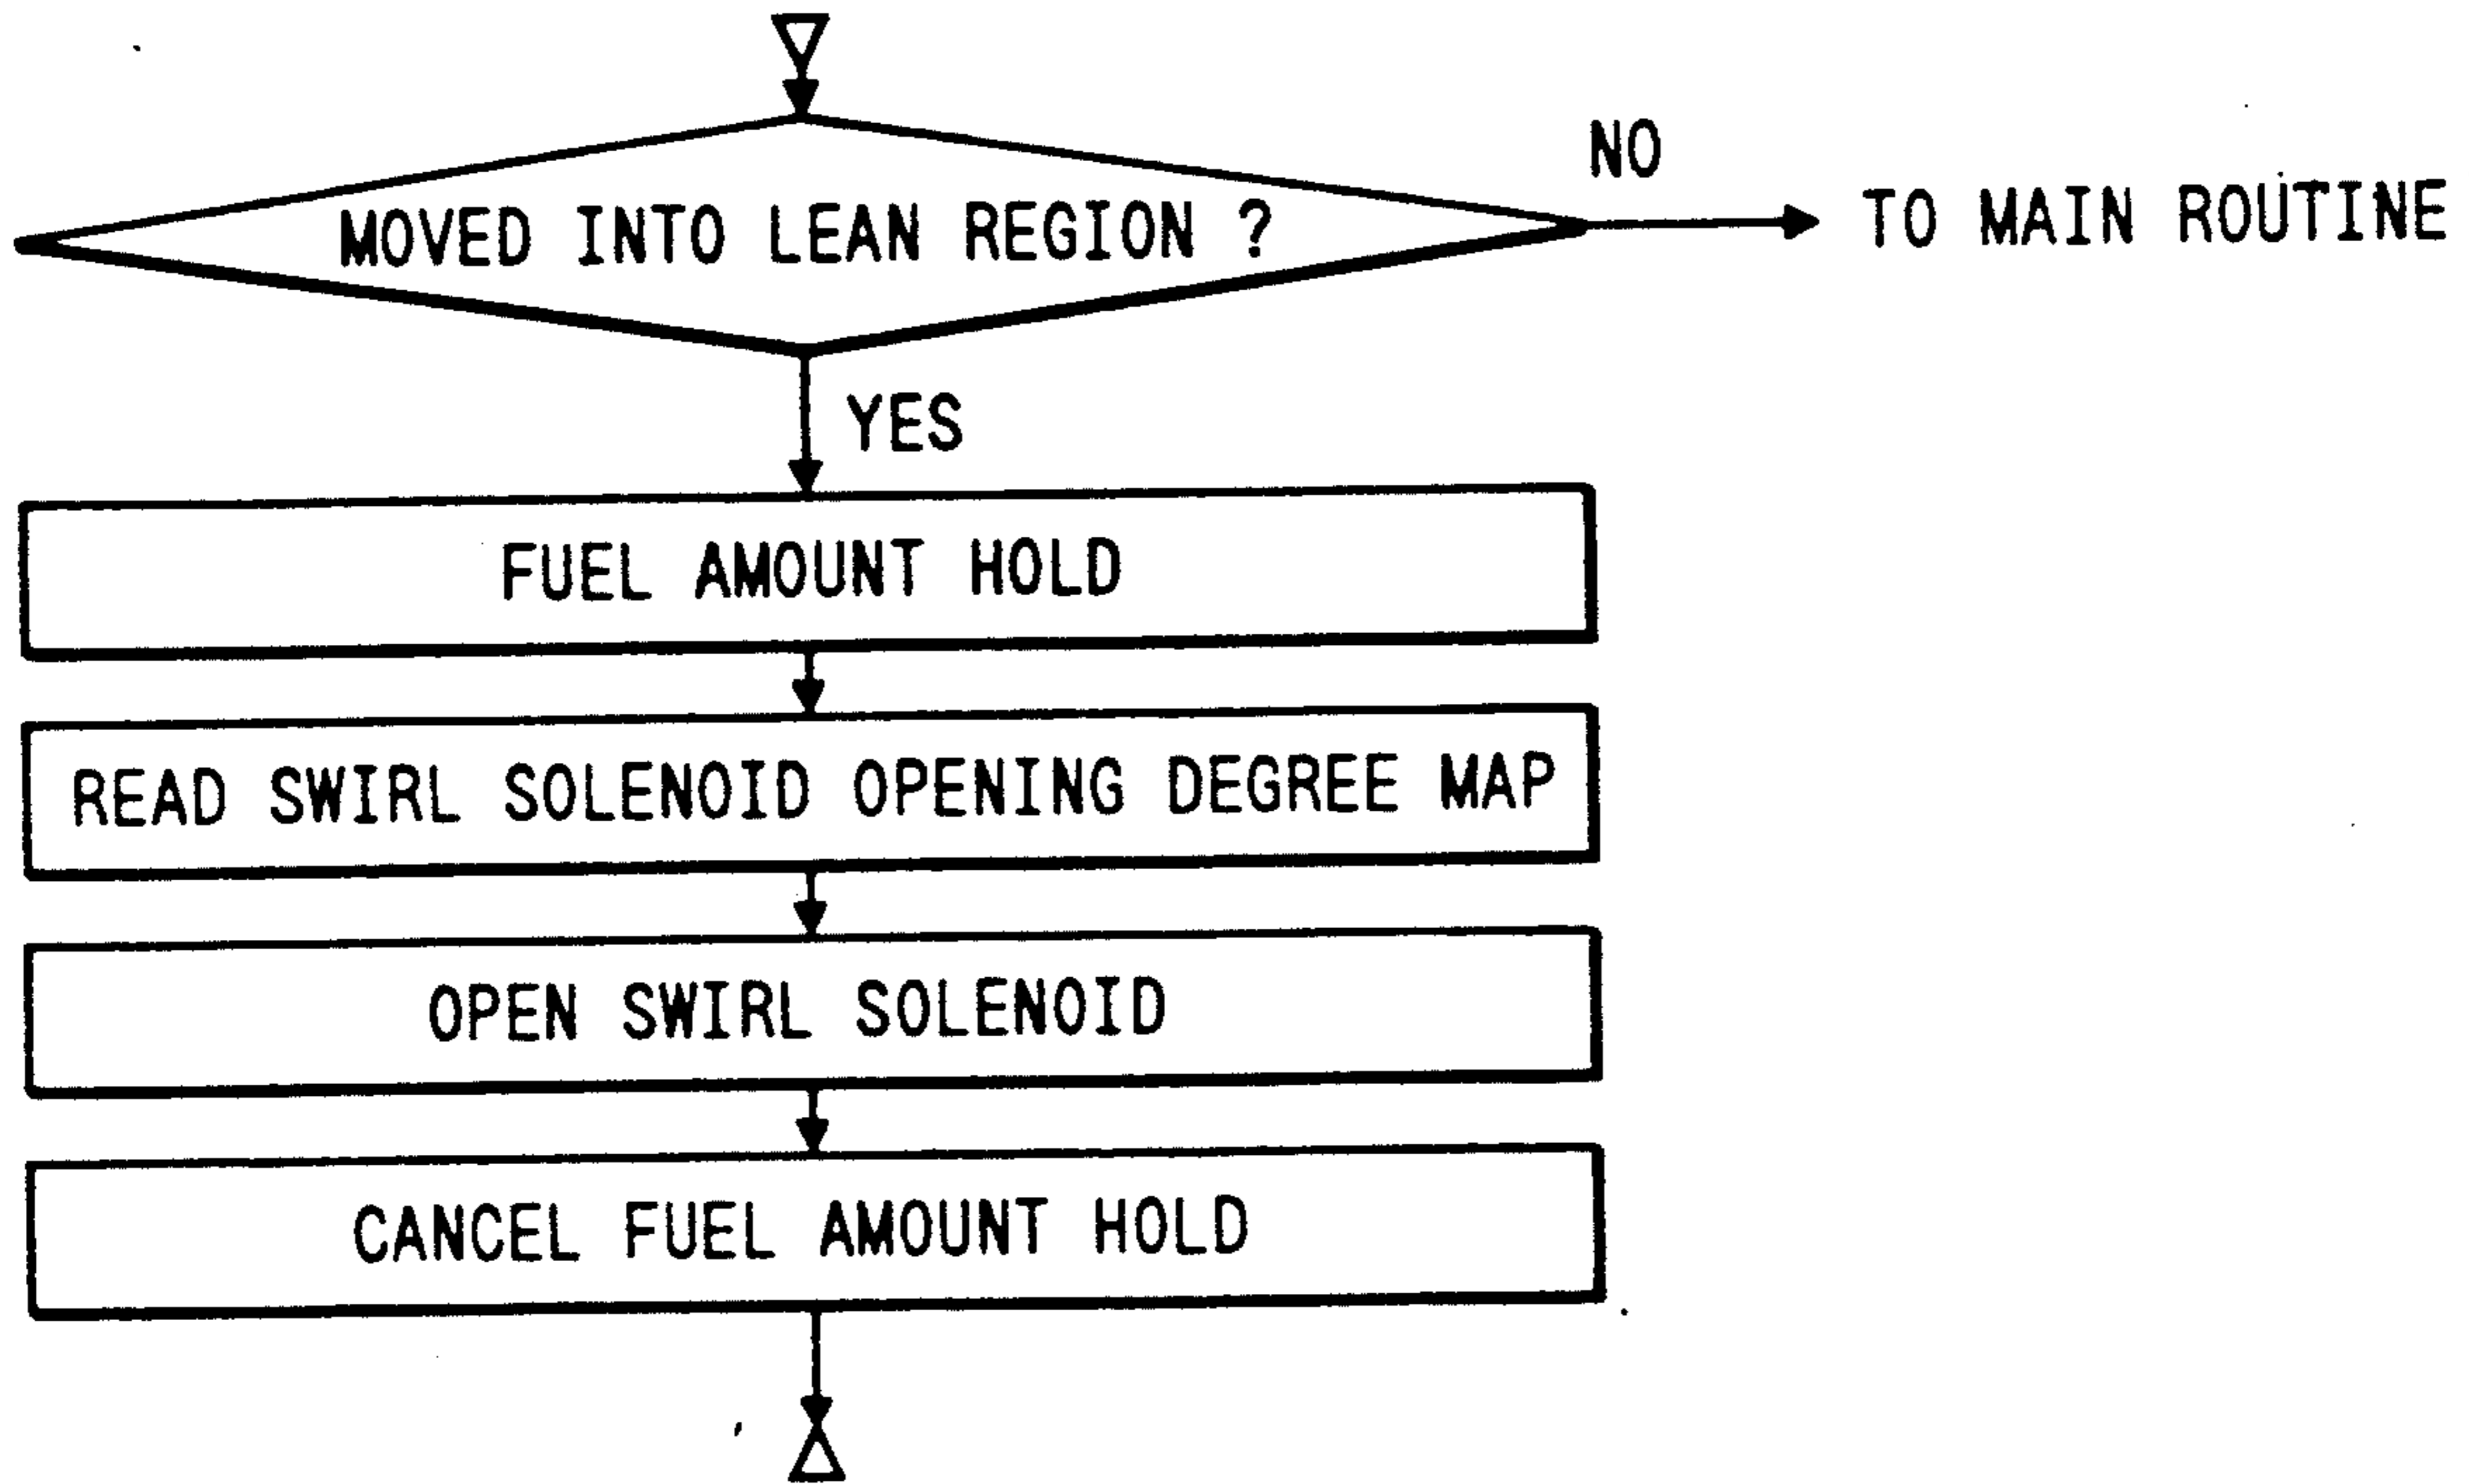 MOVED INTO LEAN REGION ?
NO
TO MAIN ROUTINE
YES
FUEL AMOUNT HOLD
READ SWIRL SOLENOID OPENING DEGREE MAP
OPEN SWIRL SOLENOID
CANCEL FUEL AMOUNT HOLD